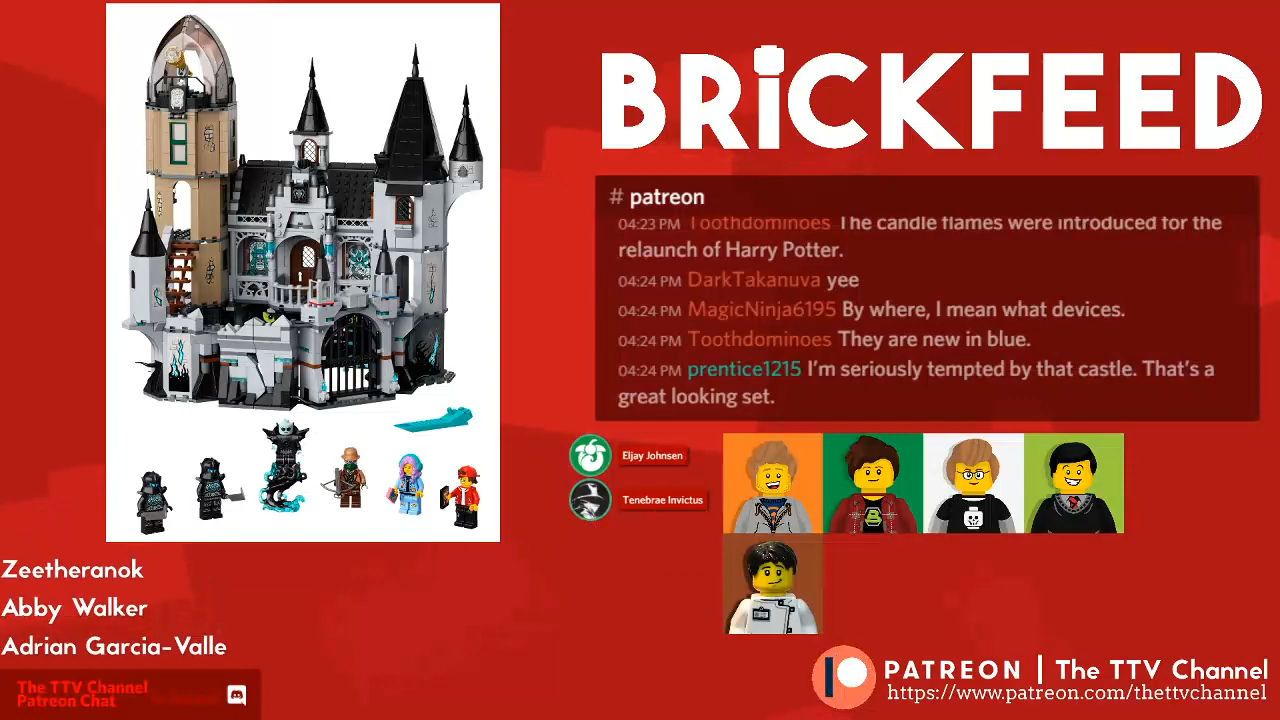 BRICKFEED
# patreon
04:23 PM Toothdominoes The candle flames were introduced for the
relaunch of Harry Potter.
04:24 PM DarkTakanuva yee
04:24 PM MagicNinja6195 By where, I mean what devices.
04:24 PM Toothdominoes They are new in blue.
04:24 PM prentice1215 I'm seriously tempted by that castle. That's a
great looking set.
Eljay Johnsen
Tenebrae Invictus
Zeetheranok
Abby Walker
Adrian Garcia-Valle
The TTV Channel
Patreon Chat
PATREON | The TTV Channel
https://www.patreon.com/thettvchannel